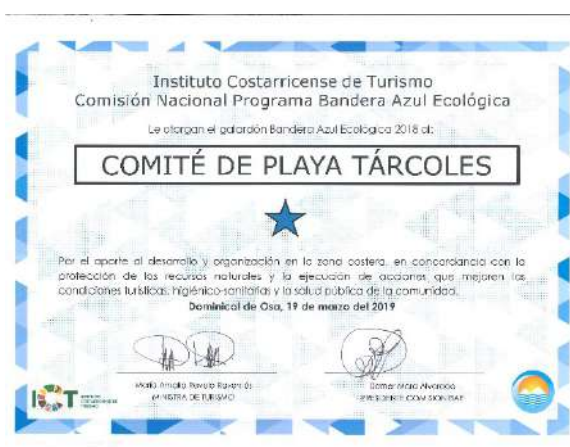 Instituto Costarricense de Turismo
Comisión Nacional Programa Bandera Azul Ecológica
Le otorgan el galardón Bandera Azul Ecológica 2018 al:
COMITÉ DE PLAYA TÁRCOLES
Por el aporte al desarrollo y organización en la zona costera, en concordancia con la
protección de los recursos naturales y la ejecución de acciones que mejoren las
condiciones turísticas, higiénico-sanitarias y la salud pública de la comunidad.
Dominical de Osa, 19 de marzo del 2019
María Amalia
MINISTRA DE TURISMO
Mora Alvarado
PRESIDENTE
ICT